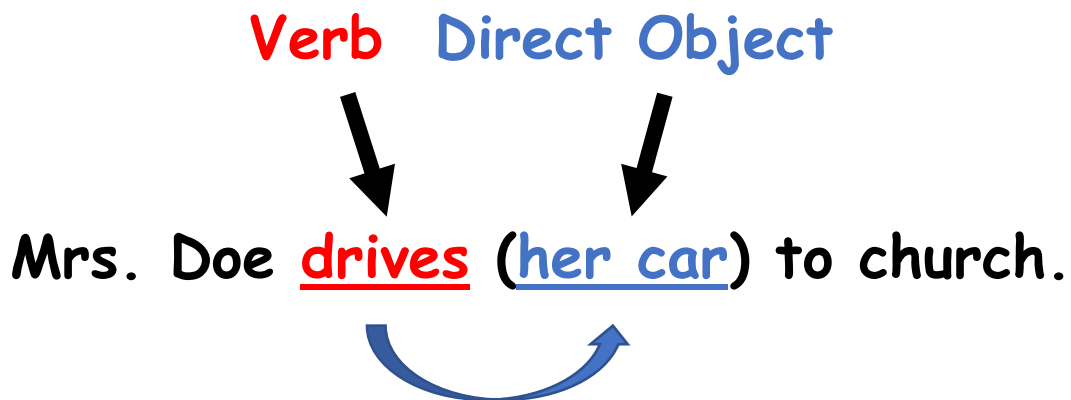 Verb Direct Object
Mrs. Doe drives (her car) to church.